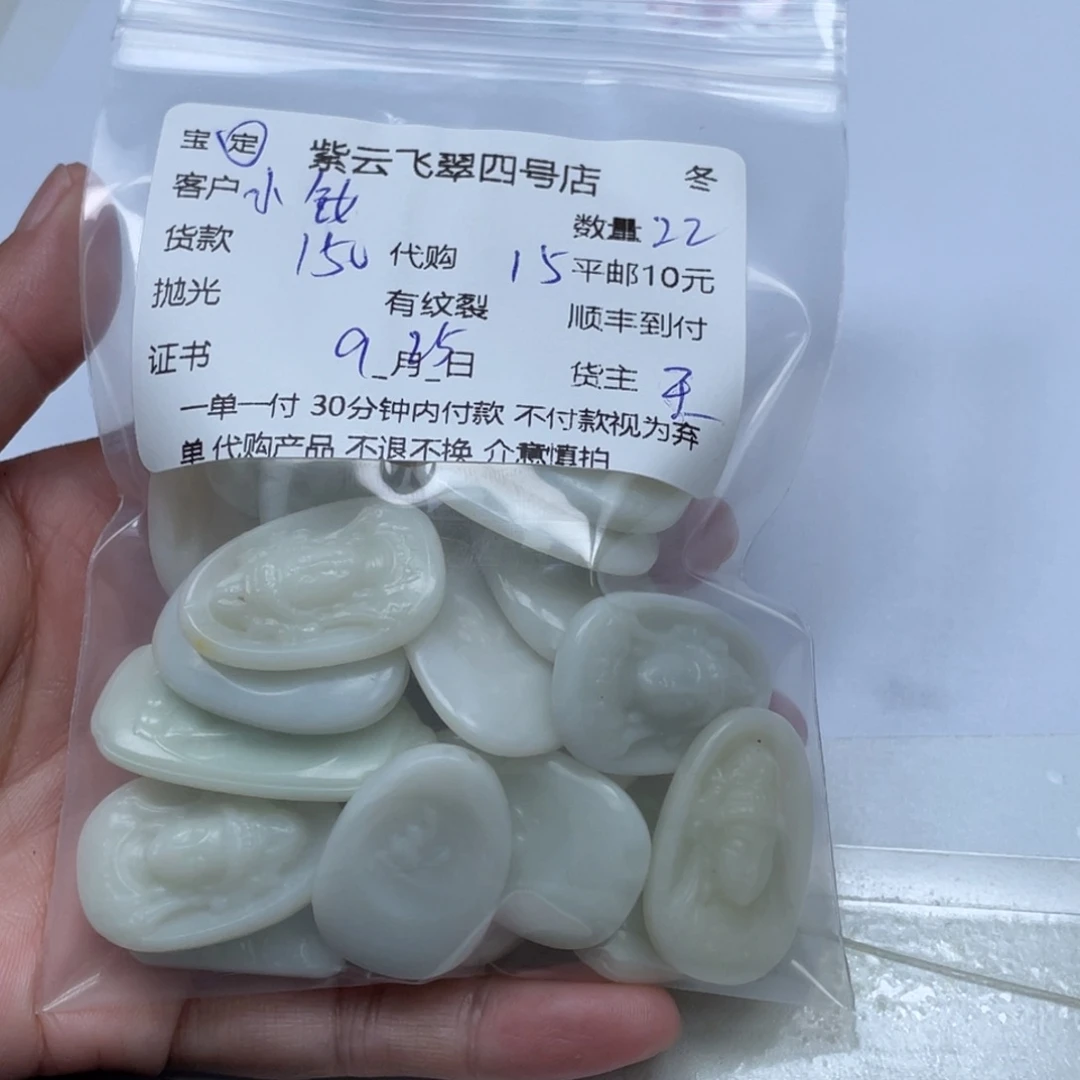 宝 定 紫云飞翠四号店 冬
客户 小 数量 22
货款 150 代购 15 平邮10元
抛光 有纹裂 顺丰到付
证书 9月25日 货主 王
一单一付 30分钟内付款 不付款视为弃
单 代购产品 不退不换 介意慎拍